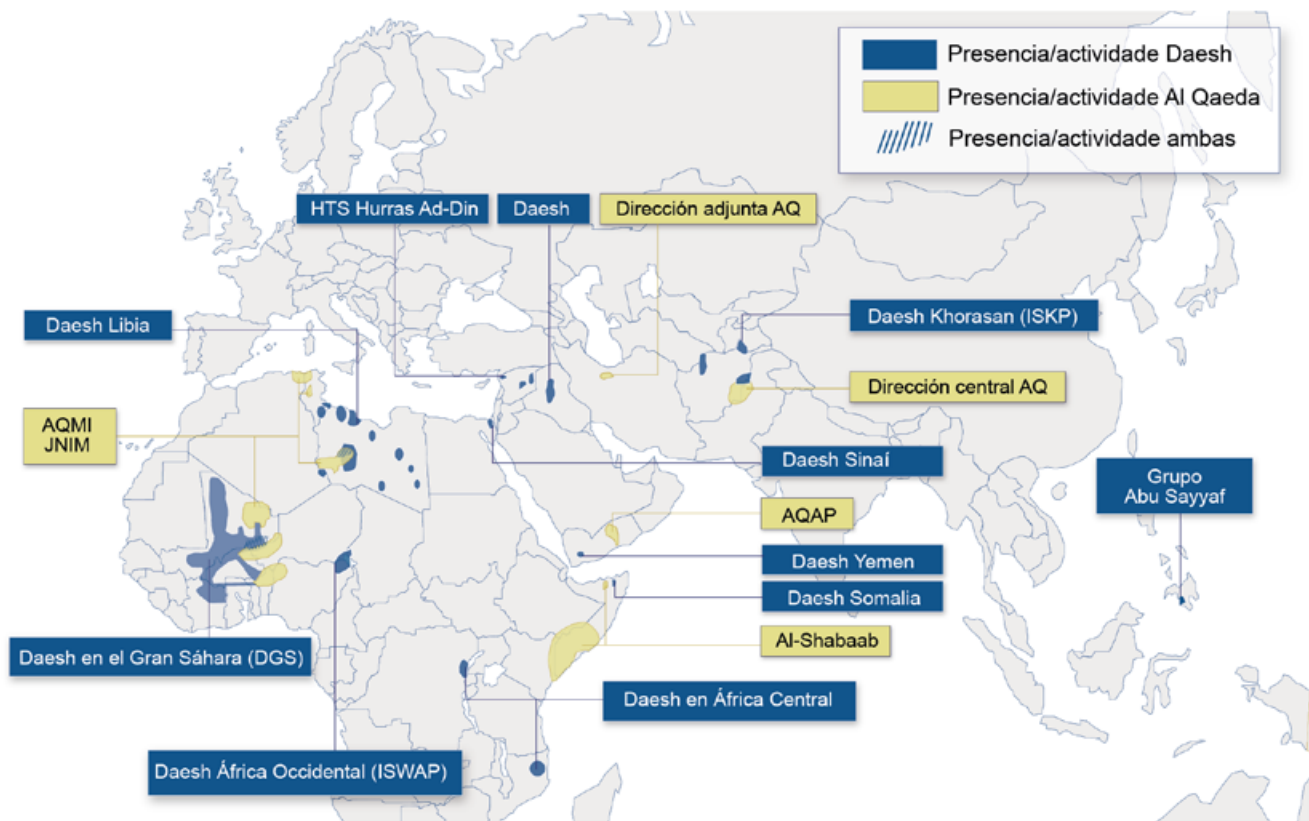 Presencia/actividade Daesh
Presencia/actividade Al Qaeda
Presencia/actividade ambas
HTS Hurras Ad-Din
Daesh
Dirección adjunta AQ
Daesh Libia
Daesh Khorasan (ISKP)
Dirección central AQ
AQMI
JNIM
Daesh Sinaí
Grupo
Abu Sayyaf
AQAP
Daesh Yemen
Daesh Somalia
Al-Shabaab
Daesh en el Gran Sáhara (DGS)
Daesh en África Central
Daesh África Occidental (ISWAP)